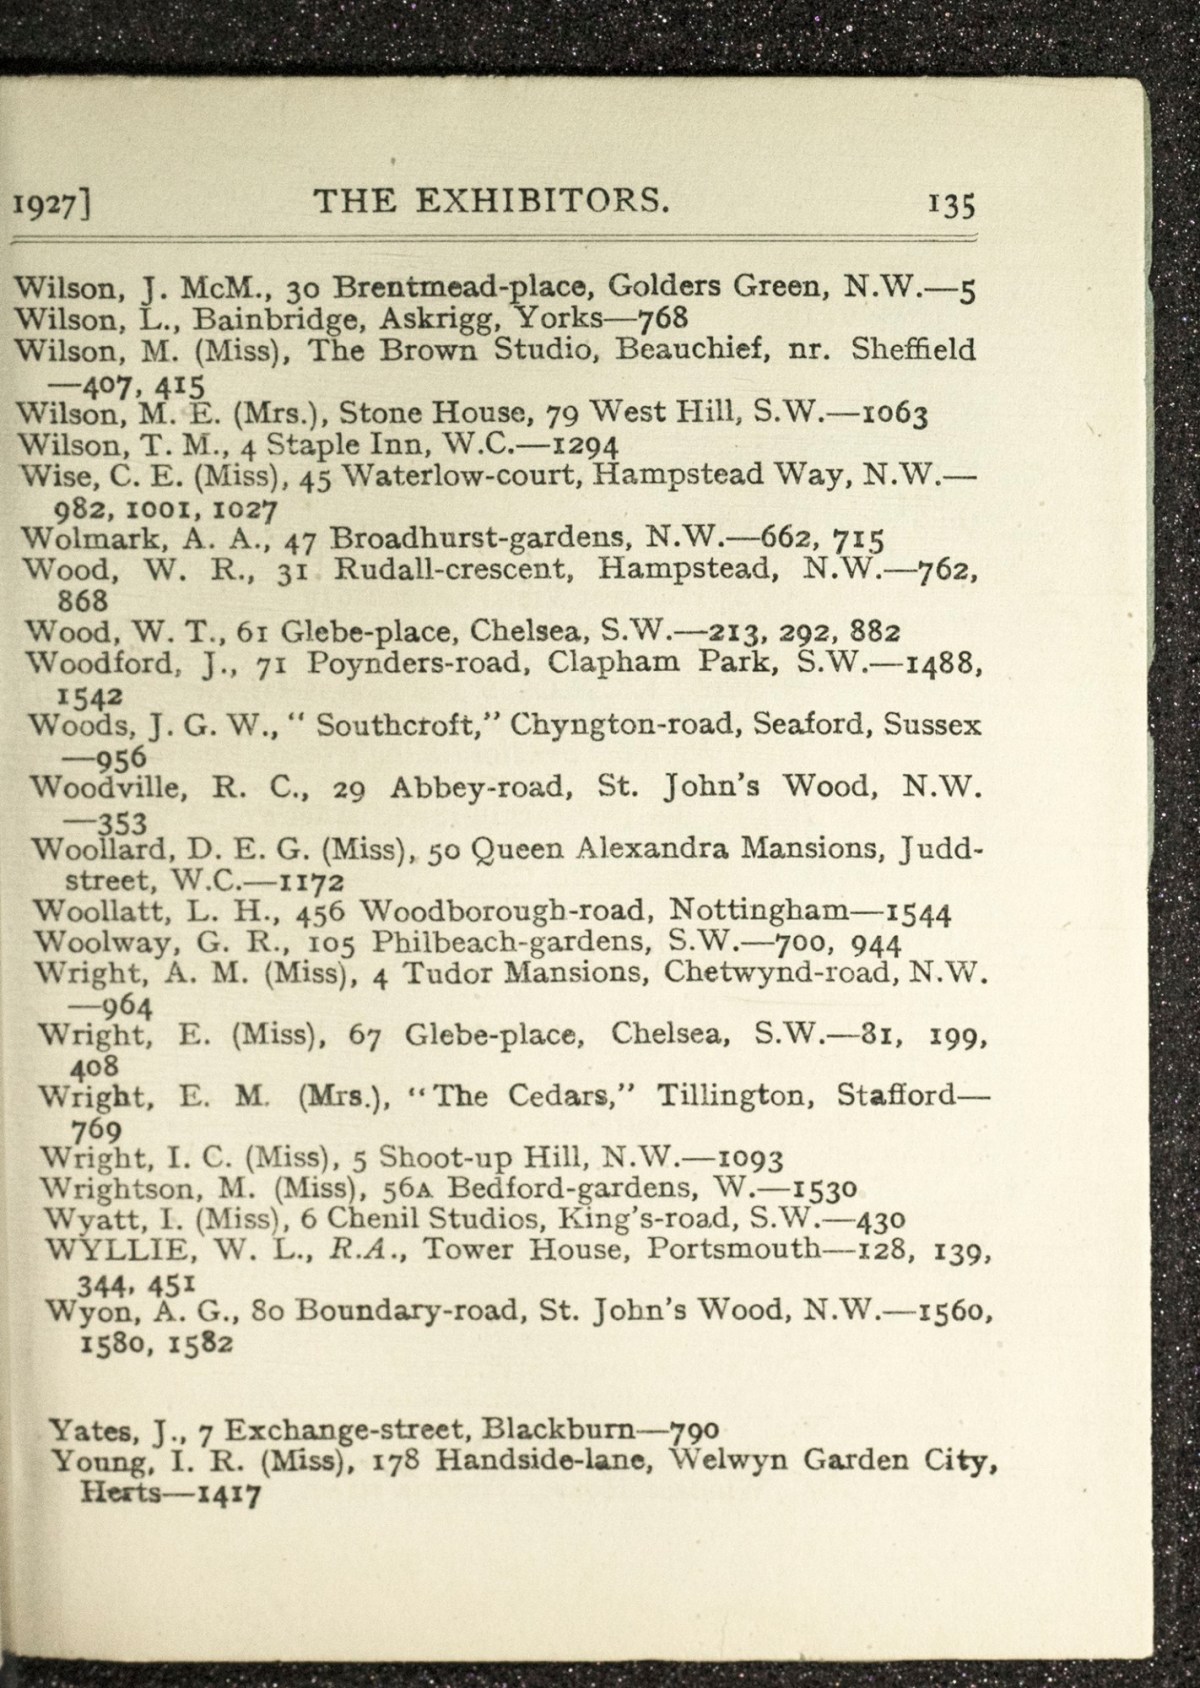 1927] THE EXHIBITORS. 135
Wilson, J. McM., 30 Brentmead-place, Golders Green, N.W.—5
Wilson, L., Bainbridge, Askrigg, Yorks—768
Wilson, M. (Miss), The Brown Studio, Beauchief, nr. Sheffield
—407, 415
Wilson, M. E. (Mrs.), Stone House, 79 West Hill, S.W.—1063
Wilson, T. M., 4 Staple Inn, W.C.—1294
Wise, C. E. (Miss), 45 Waterlow-court, Hampstead Way, N.W.—
982, 1001, 1027
Wolmark, A. A., 47 Broadhurst-gardens, N.W.—662, 715
Wood, W. R., 31 Rudall-crescent, Hampstead, N.W.—762,
868
Wood, W. T., 61 Glebe-place, Chelsea, S.W.—213, 292, 882
Woodford, J., 71 Poynders-road, Clapham Park, S.W.—1488,
1542
Woods, J. G. W., “ Southcroft,” Chyngton-road, Seaford, Sussex
—956
Woodville, R. C., 29 Abbey-road, St. John’s Wood, N.W.
—353
Woollard, D. E. G. (Miss), 50 Queen Alexandra Mansions, Judd-
street, W.C.—1172
Woollatt, L. H., 456 Woodborough-road, Nottingham—1544
Woolway, G. R., 105 Philbeach-gardens, S.W.—700, 944
Wright, A. M. (Miss), 4 Tudor Mansions, Chetwynd-road, N.W.
—964
Wright, E. (Miss), 67 Glebe-place, Chelsea, S.W.—81, 199,
408
Wright, E. M. (Mrs.), “The Cedars,” Tillington, Stafford—
769
Wright, I. C. (Miss), 5 Shoot-up Hill, N.W.—1093
Wrightson, M. (Miss), 56A Bedford-gardens, W.—1530
Wyatt, I. (Miss), 6 Chenil Studios, King’s-road, S.W.—430
WYLLIE, W. L., R.A., Tower House, Portsmouth—128, 139,
344, 451
Wyon, A. G., 80 Boundary-road, St. John’s Wood, N.W.—1560,
1580, 1582
Yates, J., 7 Exchange-street, Blackburn—790
Young, I. R. (Miss), 178 Handside-lane, Welwyn Garden City,
Herts—1417